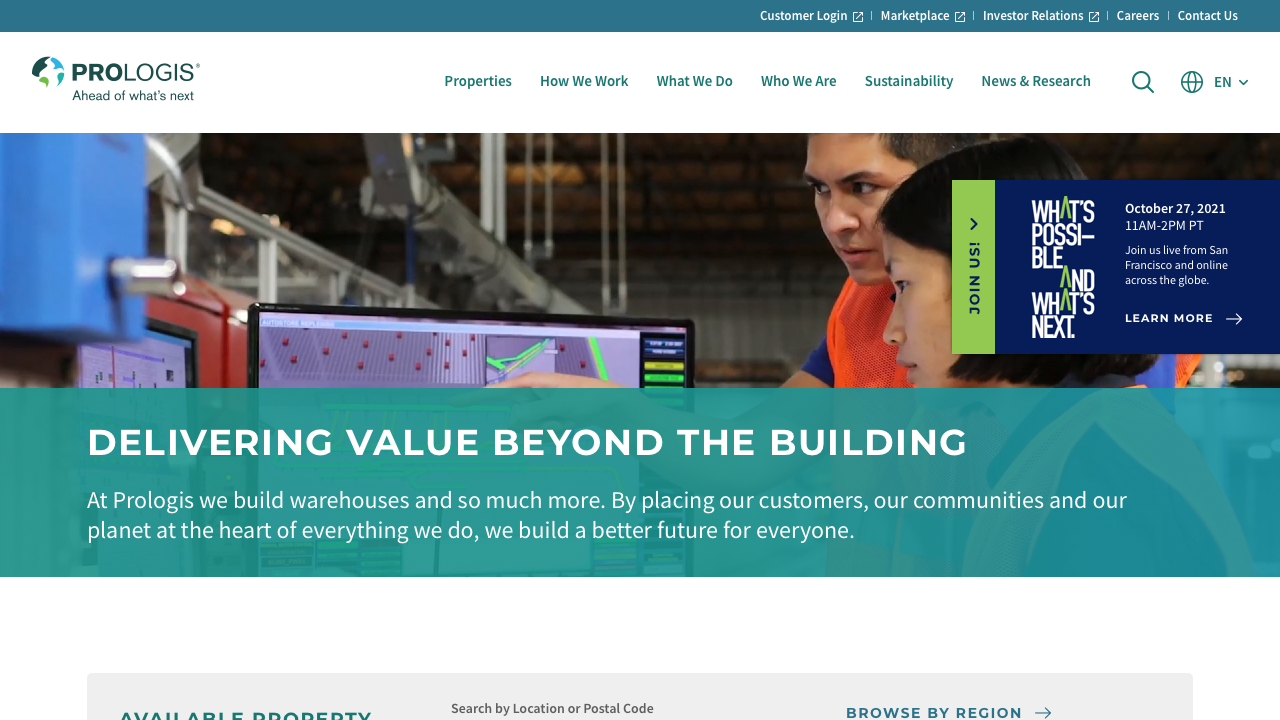 Customer Login
Marketplace
Investor Relations
Careers
Contact Us
PROLOGIS®
Ahead of what's next
Properties
How We Work
What We Do
Who We Are
Sustainability
News & Research
EN
JOIN US!
WHAT'S
POSSI–
BLE
AND
WHAT'S
NEXT.
October 27, 2021
11AM-2PM PT
Join us live from San
Francisco and online
across the globe.
LEARN MORE
DELIVERING VALUE BEYOND THE BUILDING
At Prologis we build warehouses and so much more. By placing our customers, our communities and our
planet at the heart of everything we do, we build a better future for everyone.
AVAILABLE PROPERTY
Search by Location or Postal Code
BROWSE BY REGION